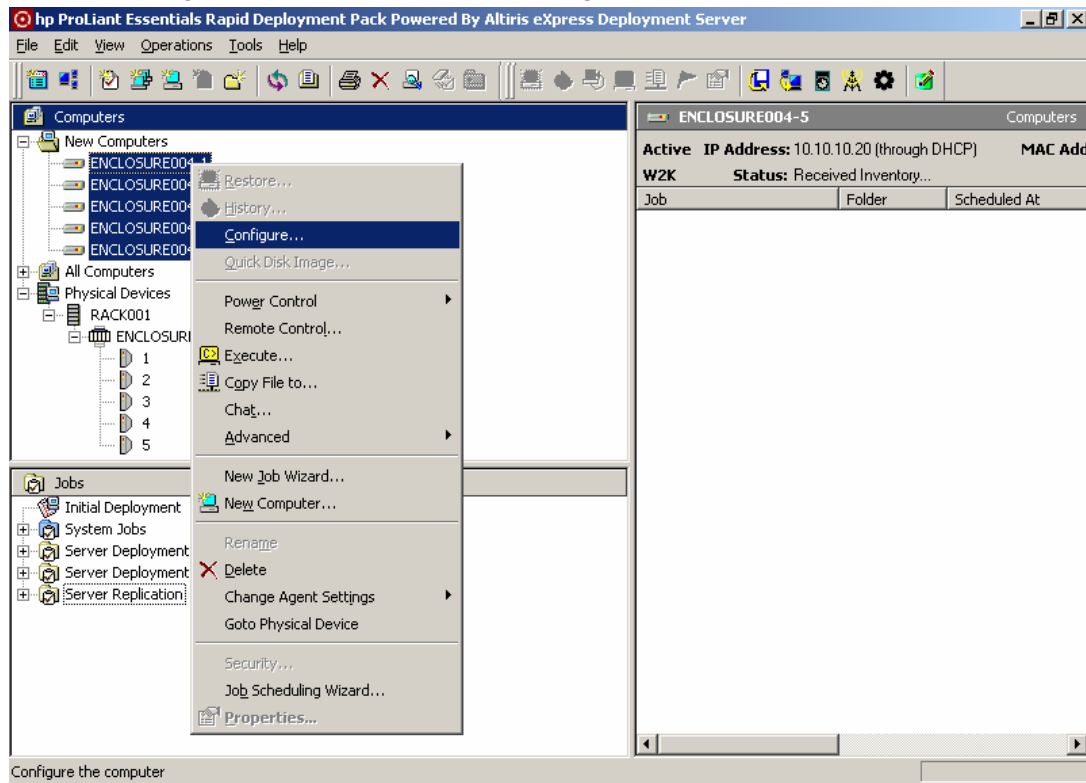 hp ProLiant Essentials Rapid Deployment Pack Powered By Altiris eXpress Deployment Server
File Edit View Operations Tools Help
Computers
New Computers
ENCLOSURE004-1
ENCLOSURE004
ENCLOSURE004
ENCLOSURE004
ENCLOSURE004
All Computers
Physical Devices
RACK001
ENCLOSURE
1
2
3
4
5
Jobs
Initial Deployment
System Jobs
Server Deployment
Server Deployment
Server Replication
Restore...
History...
Configure...
Quick Disk Image...
Power Control
Remote Control...
Execute...
Copy File to...
Chat...
Advanced
New Job Wizard...
New Computer...
Rename
Delete
Change Agent Settings
Goto Physical Device
Security...
Job Scheduling Wizard...
Properties...
ENCLOSURE004-5 Computers
Active IP Address: 10.10.10.20 (through DHCP) MAC Add
W2K Status: Received Inventory...
Job Folder Scheduled At
Configure the computer